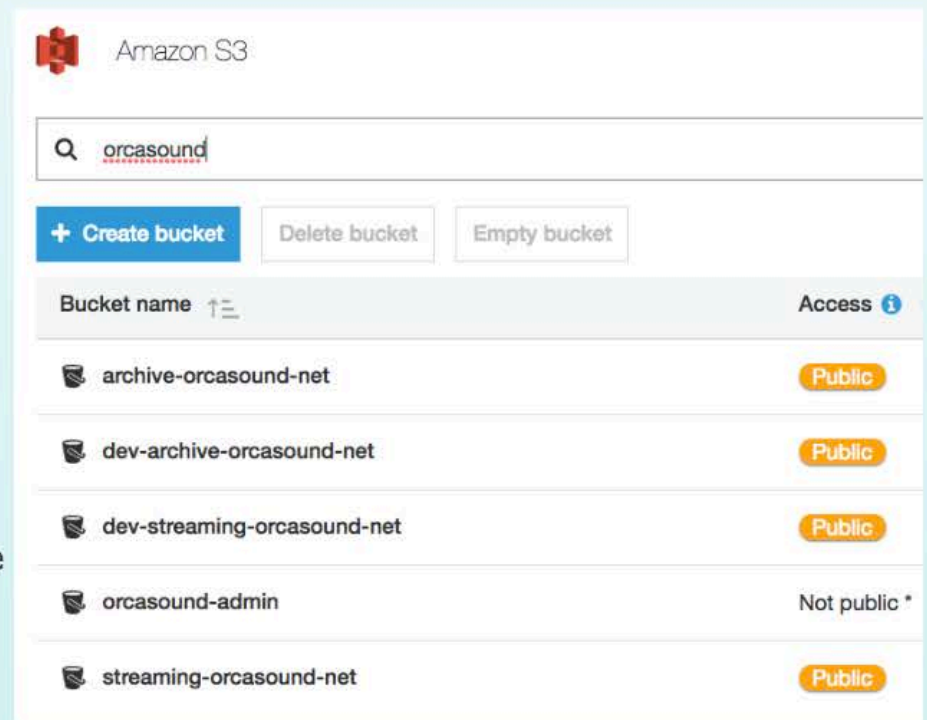 Amazon S3
orcasound
+ Create bucket Delete bucket Empty bucket
Bucket name Access
archive-orcasound-net Public
dev-archive-orcasound-net Public
dev-streaming-orcasound-net Public
e
orcasound-admin Not public *
streaming-orcasound-net Public